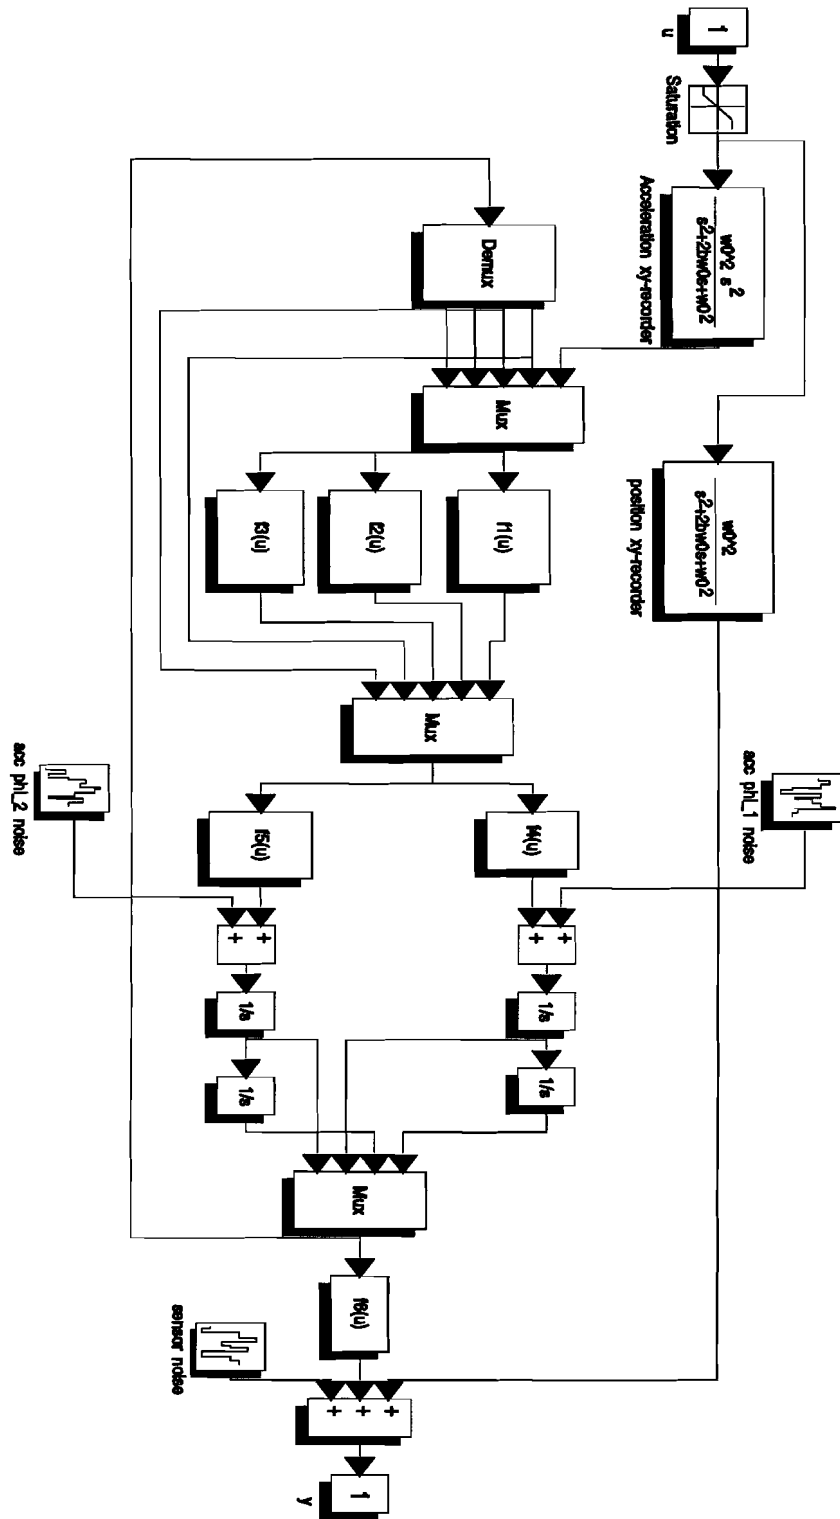 1
u
Saturation
w0^2 s^2
s^2+2bw0s+w0^2
Acceleration xy-recorder
w0^2
s^2+2bw0s+w0^2
position xy-recorder
Demux
Mux
f1(u)
f2(u)
f3(u)
Mux
acc phi_1 noise
acc phi_2 noise
f4(u)
f5(u)
+
+
+
+
1/s
1/s
1/s
1/s
Mux
f6(u)
sensor noise
+
+
+
1
y